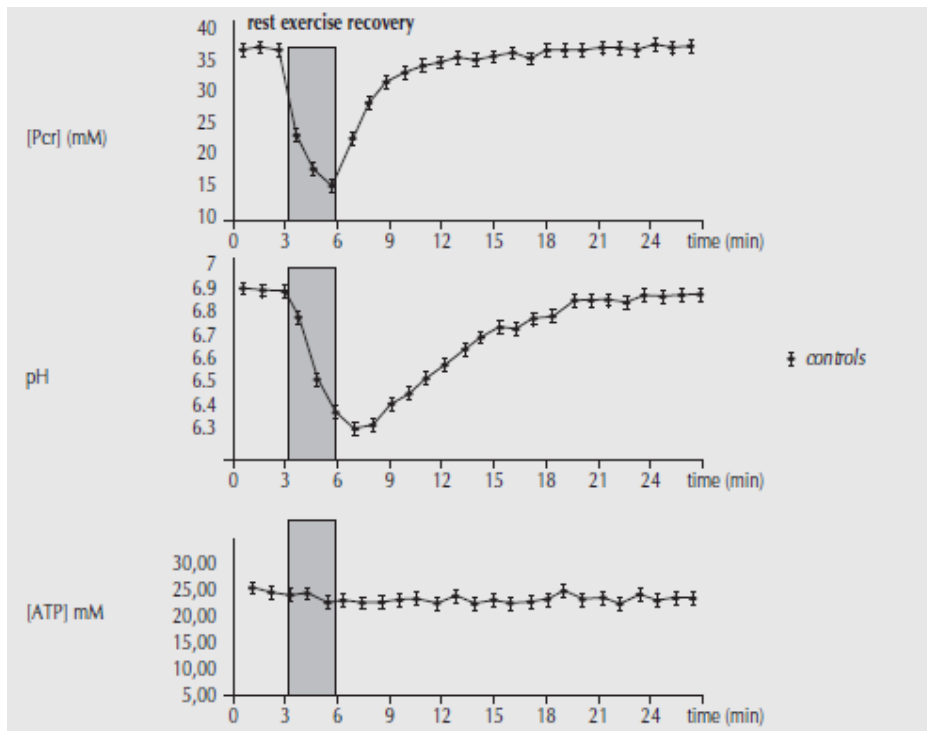 rest exercise recovery
40
35
30
25
20
15
10
[Pcr] (mM)
0 3 6 9 12 15 18 21 24 time (min)
7
6.9
6.8
6.7
6.6
6.5
6.4
6.3
pH
controls
0 3 6 9 12 15 18 21 24 time (min)
30,00
25,00
20,00
15,00
10,00
5,00
[ATP] mM
0 3 6 9 12 15 18 21 24 time (min)